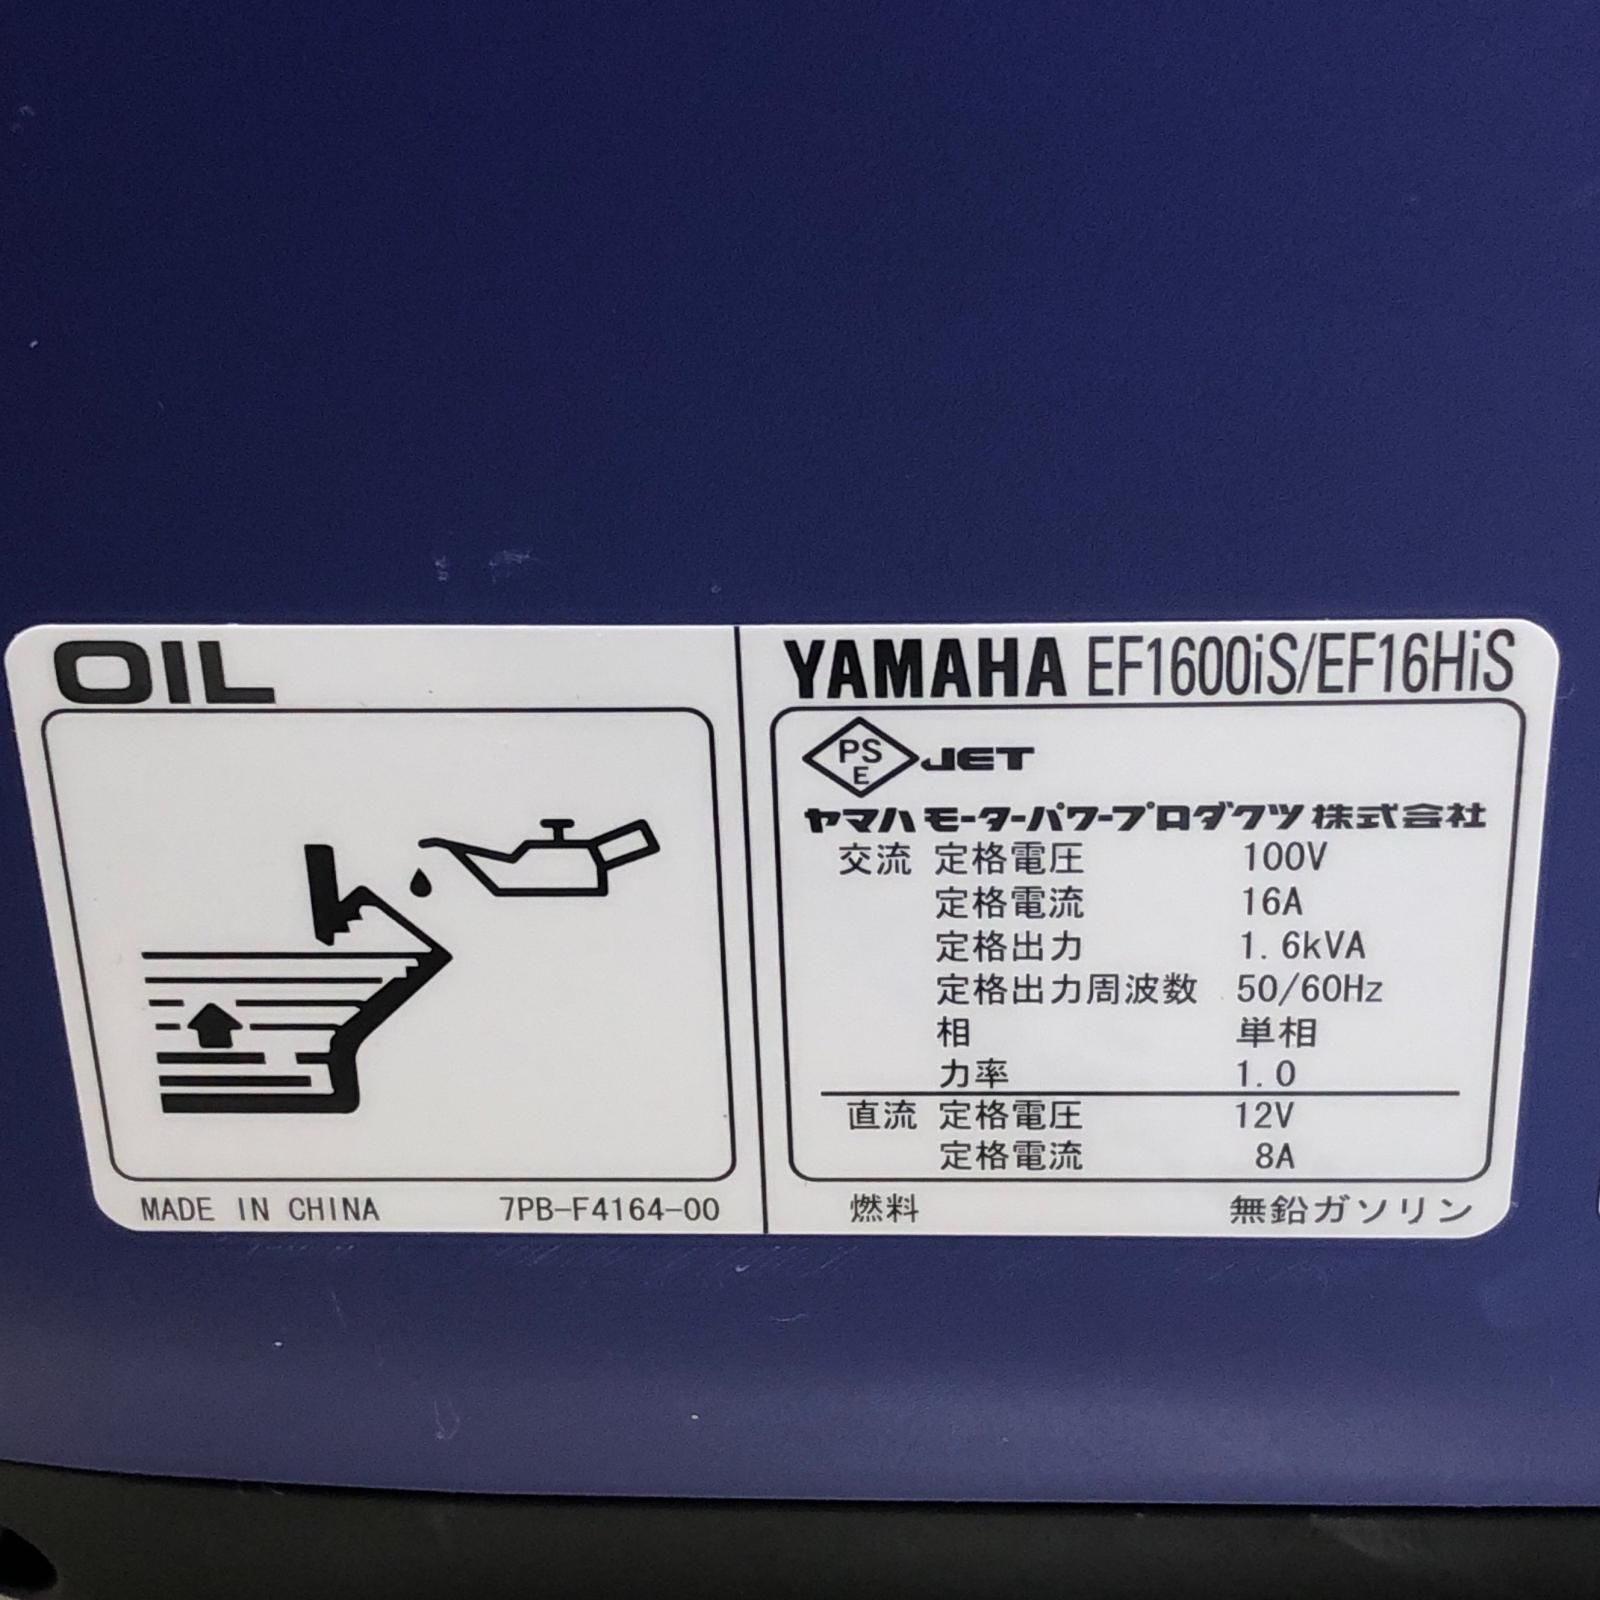 OIL
MADE IN CHINA 7PB-F4164-00
YAMAHA EF1600iS/EF16HiS
PSE JET
ヤマハモーターパワープロダクツ株式会社
交流 定格電圧 100V
定格電流 16A
定格出力 1.6kVA
定格出力周波数 50/60Hz
相 単相
力率 1.0
直流 定格電圧 12V
定格電流 8A
燃料 無鉛ガソリン